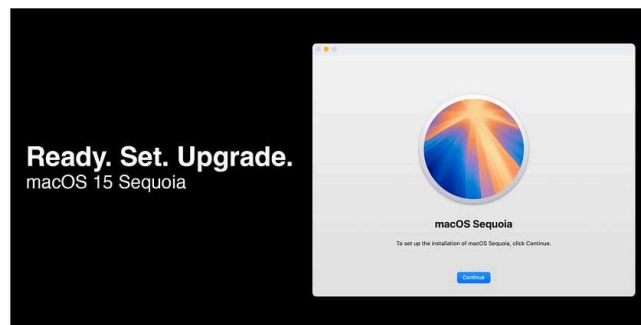 Ready. Set. Upgrade.
macOS 15 Sequoia
macOS Sequoia
To set up the installation of macOS Sequoia, click Continue.
Continue